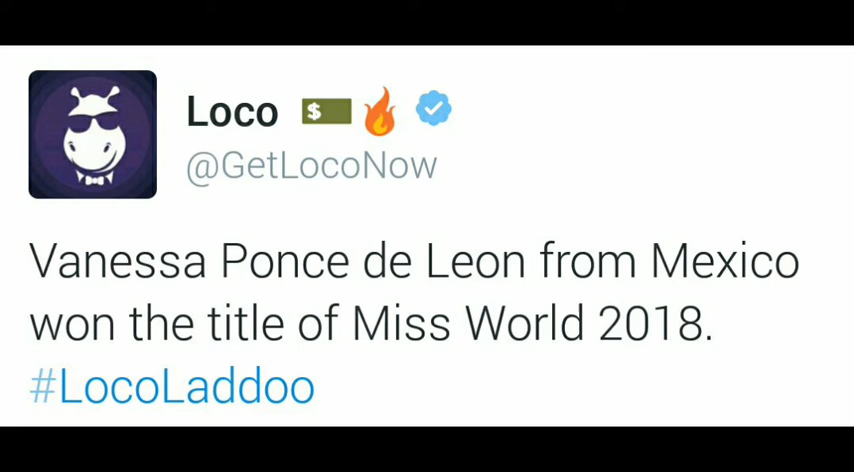 Loco 💵🔥
@GetLocoNow
Vanessa Ponce de Leon from Mexico
won the title of Miss World 2018.
#LocoLaddoo